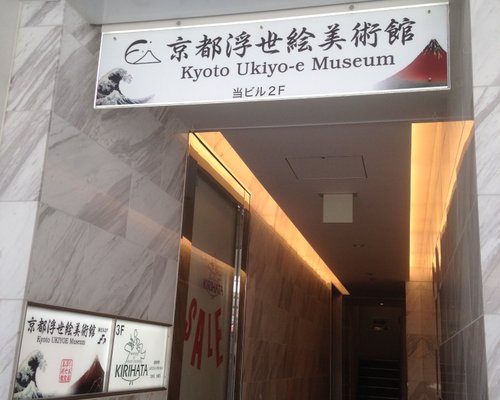 京都浮世絵美術館
Kyoto Ukiyo-e Museum
当ビル2F
京都浮世絵美術館
Kyoto UKIYOE Museum
3F
KIRIHATA
KIRIHATA
SALE